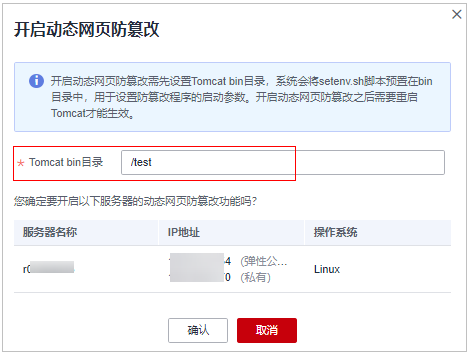 开启动态网页防篡改
开启动态网页防篡改需先设置Tomcat bin目录，系统会将setenv.sh脚本预置在bin
目录中，用于设置防篡改程序的启动参数。开启动态网页防篡改之后需要重启
Tomcat才能生效。
* Tomcat bin目录 /test
您确定要开启以下服务器的动态网页防篡改功能吗？
服务器名称 IP地址 操作系统
4 （弹性公...
r0 Linux
0 （私有）
确认 取消